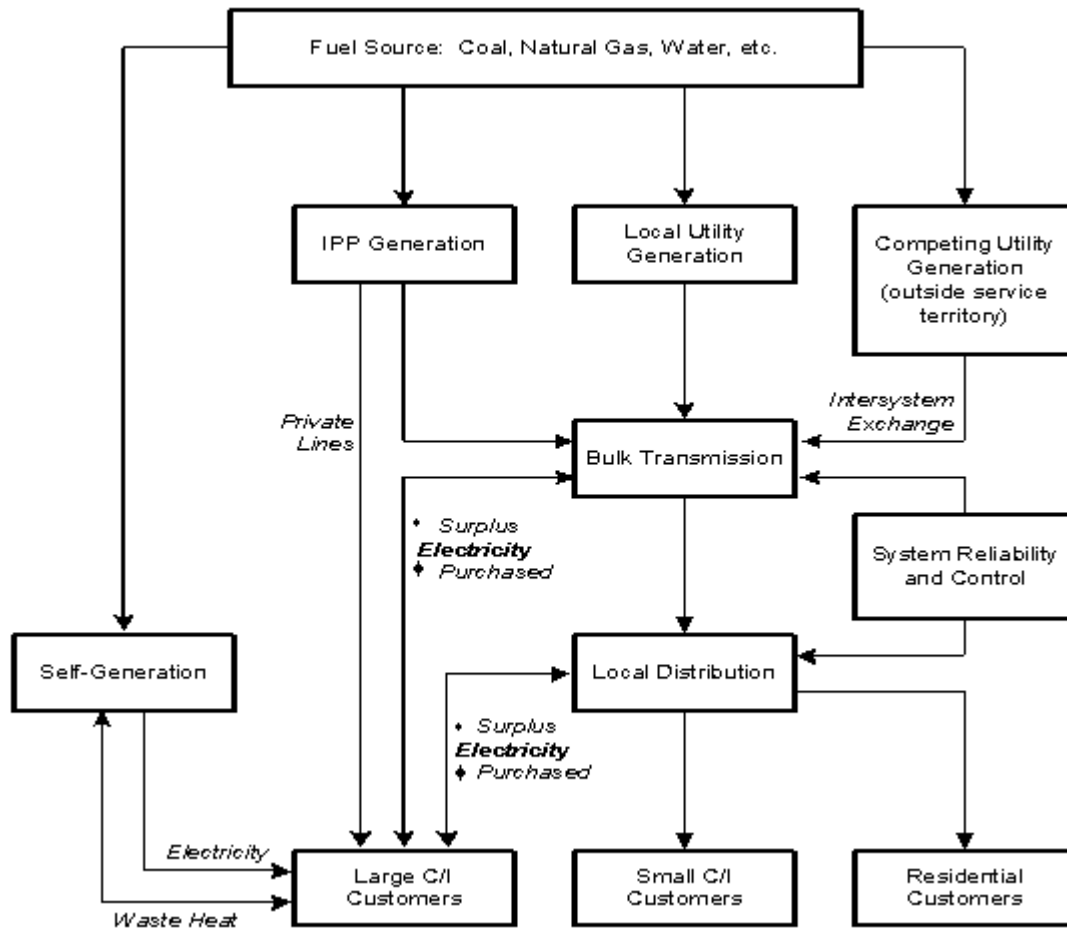 Fuel Source: Coal, Natural Gas, Water, etc.
IPP Generation
Local Utility
Generation
Competing Utility
Generation
(outside service
territory)
Private
Lines
Intersystem
Exchange
Bulk Transmission
• Surplus
Electricity
♦ Purchased
System Reliability
and Control
Self-Generation
Local Distribution
• Surplus
Electricity
♦ Purchased
Electricity
Waste Heat
Large C/I
Customers
Small C/I
Customers
Residential
Customers